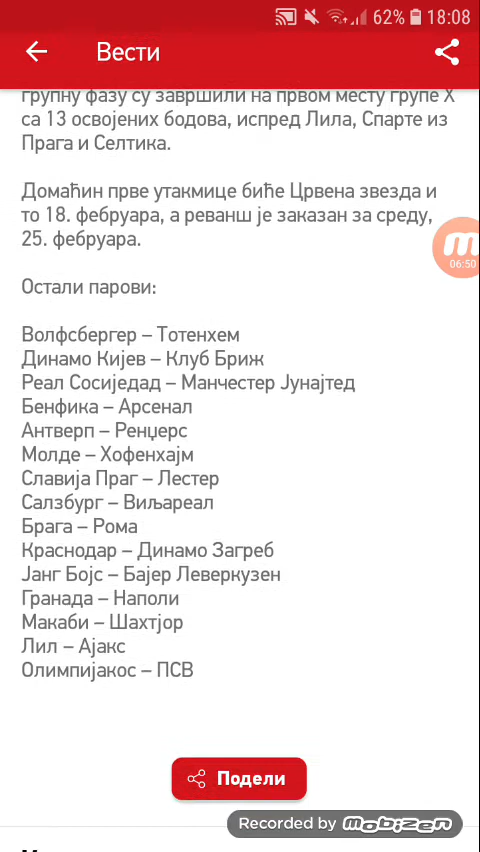 62% 18:08
Вести
групну фазу су завршили на првом месту групе Х
са 13 освојених бодова, испред Лила, Спарте из
Прага и Селтика.
Домаћин прве утакмице биће Црвена звезда и
то 18. фебруара, а реванш је заказан за среду,
25. фебруара.
06:50
Остали парови:
Волфсбергер – Тотенхем
Динамо Кијев – Клуб Бриж
Реал Сосиједад – Манчестер Јунајтед
Бенфика – Арсенал
Антверп – Ренџерс
Молде – Хофенхајм
Славија Праг – Лестер
Салзбург – Виљареал
Брага – Рома
Краснодар – Динамо Загреб
Јанг Бојс – Бајер Леверкузен
Гранада – Наполи
Макаби – Шахтјор
Лил – Ајакс
Олимпијакос – ПСВ
Подели
Recorded by mobizen